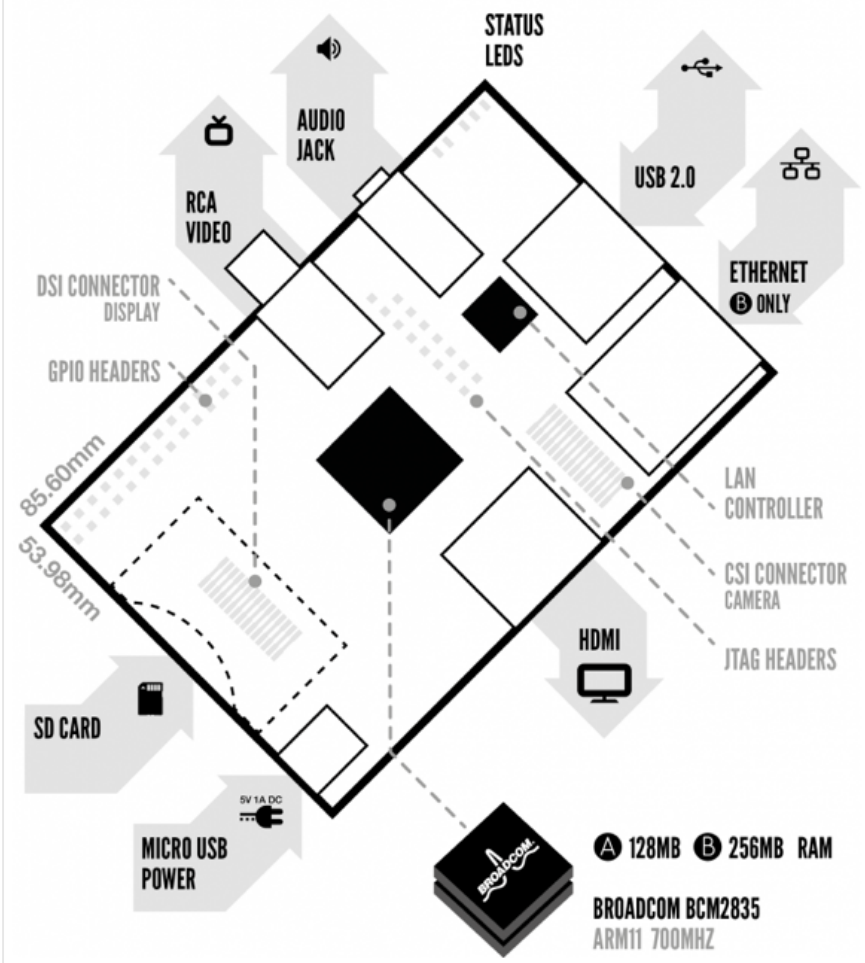 STATUS
LEDS
AUDIO
JACK
USB 2.0
RCA
VIDEO
ETHERNET
B ONLY
DSI CONNECTOR
DISPLAY
GPIO HEADERS
85.60mm
53.98mm
LAN
CONTROLLER
CSI CONNECTOR
CAMERA
JTAG HEADERS
HDMI
SD CARD
5V 1A DC
MICRO USB
POWER
BROADCOM.
A 128MB B 256MB RAM
BROADCOM BCM2835
ARM11 700MHZ